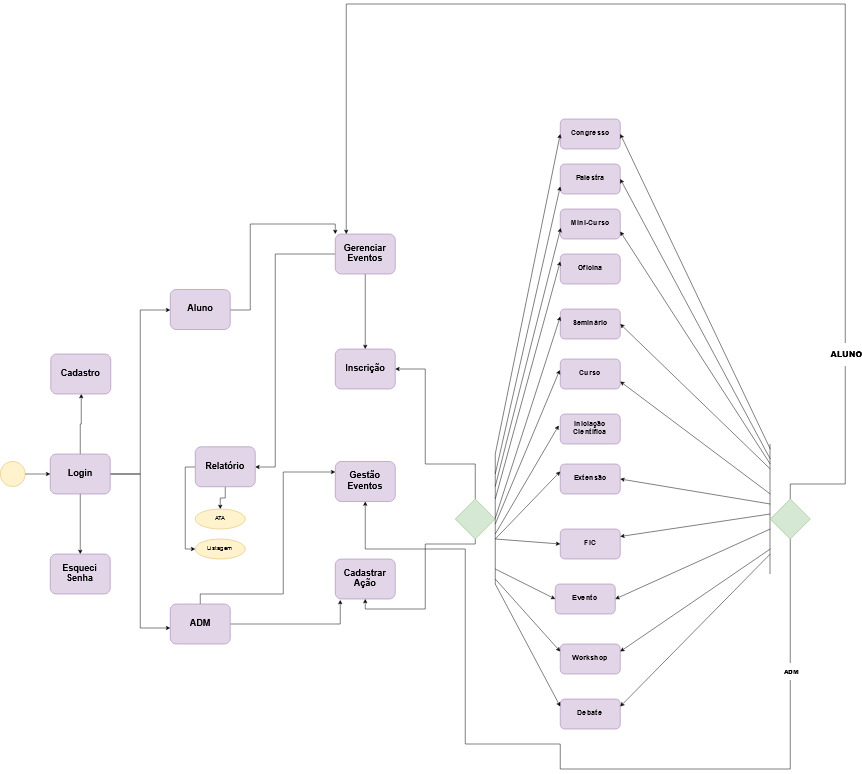 Congresso
Palestra
Mini-Curso
Gerenciar
Eventos
Oficina
Aluno
Seminário
ALUNO
Cadastro
Inscrição
Curso
Iniciação
Científica
Login
Relatório
Gestão
Eventos
Extensão
ATA
Listagem
FIC
Esqueci
Senha
Cadastrar
Ação
Evento
ADM
Workshop
ADM
Debate